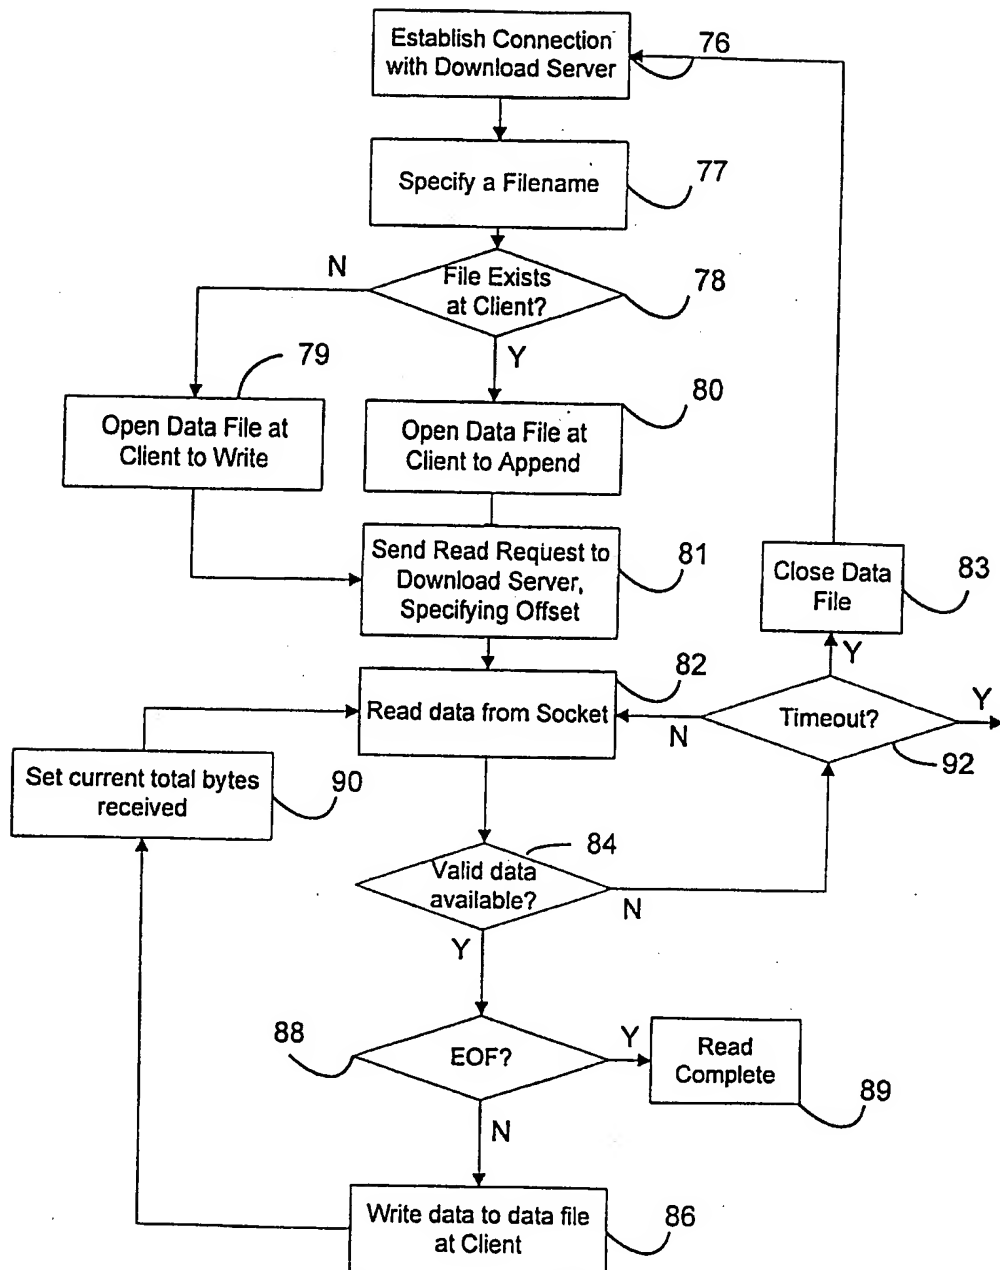 Establish Connection
with Download Server
76
Specify a Filename
77
File Exists
at Client?
78
N
Y
79
80
Open Data File at
Client to Write
Open Data File at
Client to Append
Send Read Request to
Download Server,
Specifying Offset
81
Close Data
File
83
Y
82
Read data from Socket
N
Timeout?
Y
92
Set current total bytes
received
90
84
Valid data
available?
N
Y
88
EOF?
Y
Read
Complete
89
N
Write data to data file
at Client
86